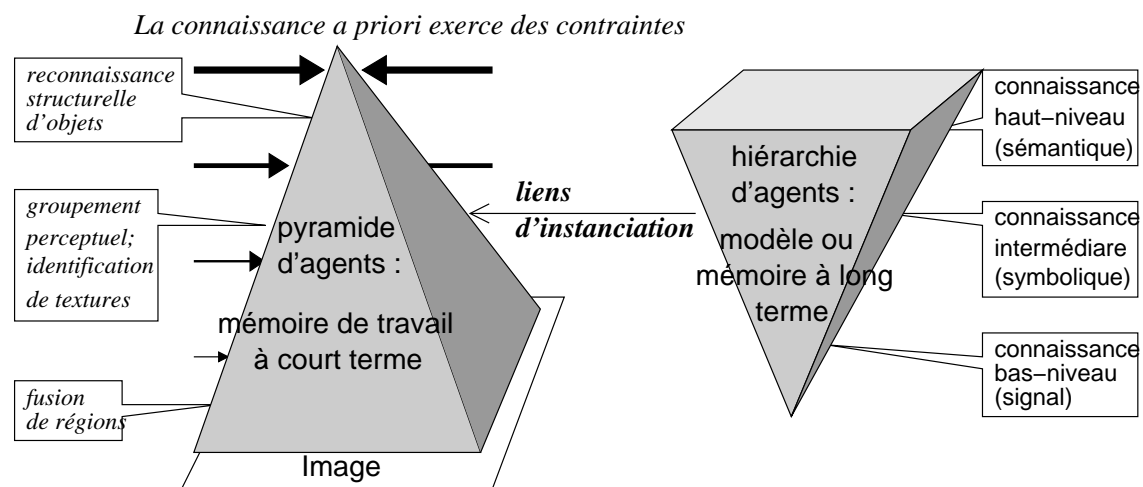 La connaissance a priori exerce des contraintes
reconnaissance
structurelle
d'objets
groupement
perceptuel;
identification
de textures
fusion
de régions
pyramide
d'agents :
mémoire de travail
à court terme
Image
liens
d'instanciation
hiérarchie
d'agents :
modèle ou
mémoire à long
terme
connaissance
haut−niveau
(sémantique)
connaissance
intermédiare
(symbolique)
connaissance
bas−niveau
(signal)